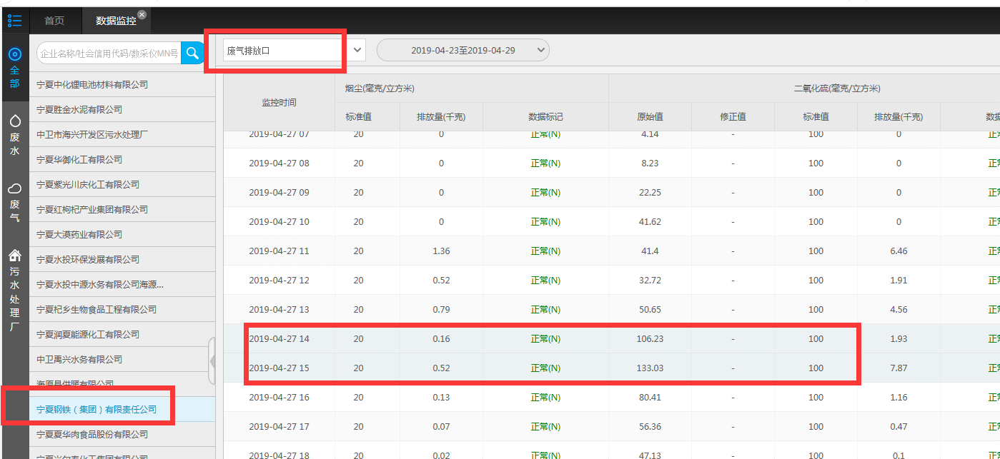 首页
数据监控
全部
废水
废气
污水处理厂
企业名称/社会信用代码/数采仪MN号
废气排放口
2019-04-23至2019-04-29
宁夏中化锂电池材料有限公司
宁夏胜金水泥有限公司
中卫市海兴开发区污水处理厂
宁夏华御化工有限公司
宁夏紫光川庆化工有限公司
宁夏红枸杞产业集团有限公司
宁夏大漠药业有限公司
宁夏水投环保发展有限公司
宁夏水投中源水务有限公司海源...
宁夏杞乡生物食品工程有限公司
宁夏润夏能源化工有限公司
中卫禹兴水务有限公司
海原县供暖有限公司
宁夏钢铁（集团）有限责任公司
宁夏夏华肉食品股份有限公司
宁夏兴尔泰化工集团有限公司
监控时间 烟尘(毫克/立方米) 二氧化硫(毫克/立方米)
标准值 排放量(千克) 数据标记 原始值 修正值 标准值 排放量(千克) 数据
2019-04-27 07 20 0 正常(N) 4.14 - 100 0 正常
2019-04-27 08 20 0 正常(N) 8.23 - 100 0 正常
2019-04-27 09 20 0 正常(N) 22.25 - 100 0 正常
2019-04-27 10 20 0 正常(N) 41.62 - 100 0 正常
2019-04-27 11 20 1.36 正常(N) 41.4 - 100 6.46 正常
2019-04-27 12 20 0.52 正常(N) 32.72 - 100 1.91 正常
2019-04-27 13 20 0.79 正常(N) 50.65 - 100 4.56 正常
2019-04-27 14 20 0.16 正常(N) 106.23 - 100 1.93 正常
2019-04-27 15 20 0.52 正常(N) 133.03 - 100 7.87 正常
2019-04-27 16 20 0.13 正常(N) 80.41 - 100 1.16 正常
2019-04-27 17 20 0.07 正常(N) 56.36 - 100 0.47 正常
2019-04-27 18 20 0.02 正常(N) 47.13 - 100 0.1 正常